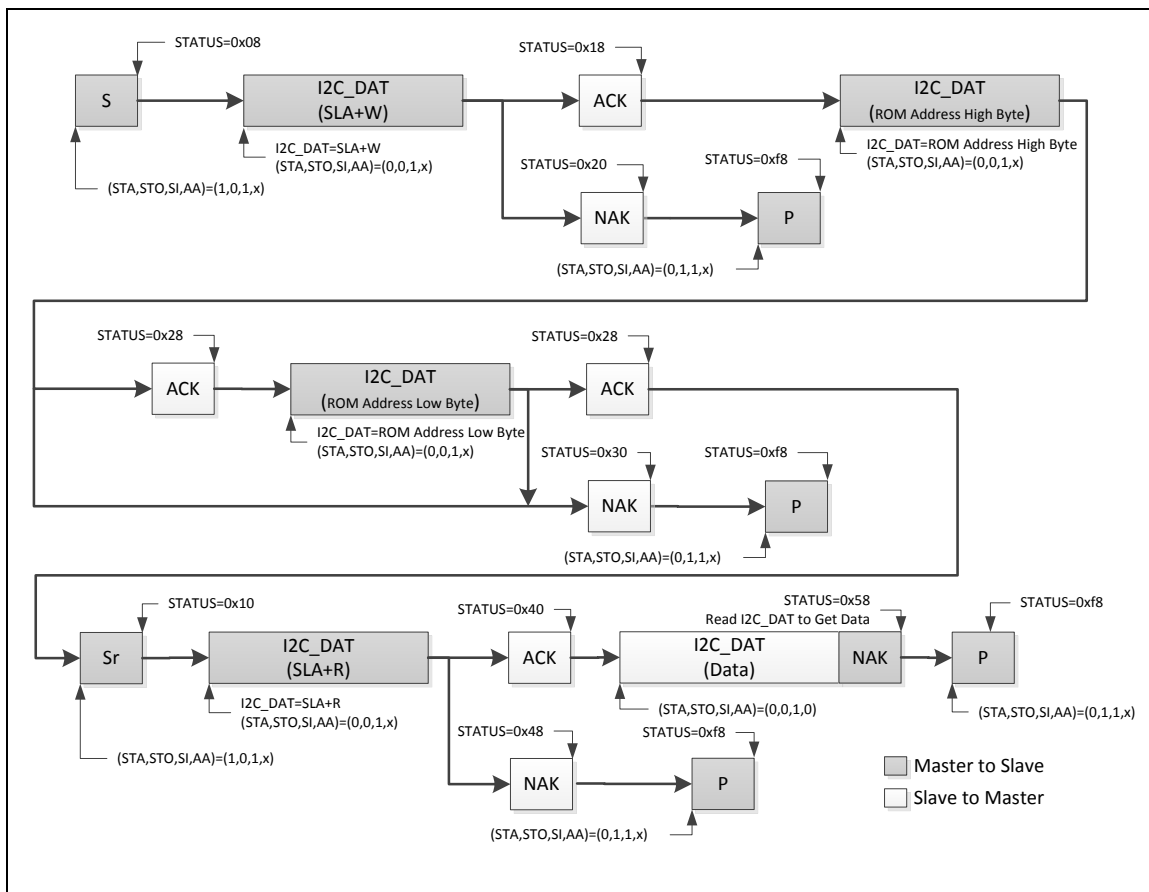 STATUS=0x08
STATUS=0x18
S
I2C_DAT
(SLA+W)
ACK
I2C_DAT
(ROM Address High Byte)
I2C_DAT=SLA+W
(STA,STO,SI,AA)=(0,0,1,x)
I2C_DAT=ROM Address High Byte
(STA,STO,SI,AA)=(0,0,1,x)
(STA,STO,SI,AA)=(1,0,1,x)
STATUS=0x20
STATUS=0xf8
NAK
P
(STA,STO,SI,AA)=(0,1,1,x)
STATUS=0x28
STATUS=0x28
ACK
I2C_DAT
(ROM Address Low Byte)
ACK
I2C_DAT=ROM Address Low Byte
(STA,STO,SI,AA)=(0,0,1,x)
STATUS=0x30
STATUS=0xf8
NAK
P
(STA,STO,SI,AA)=(0,1,1,x)
STATUS=0x10
STATUS=0x40
STATUS=0x58
Read I2C_DAT to Get Data
STATUS=0xf8
Sr
I2C_DAT
(SLA+R)
ACK
I2C_DAT
(Data)
NAK
P
I2C_DAT=SLA+R
(STA,STO,SI,AA)=(0,0,1,x)
(STA,STO,SI,AA)=(0,0,1,0)
(STA,STO,SI,AA)=(0,1,1,x)
(STA,STO,SI,AA)=(1,0,1,x)
STATUS=0x48
STATUS=0xf8
NAK
P
(STA,STO,SI,AA)=(0,1,1,x)
Master to Slave
Slave to Master